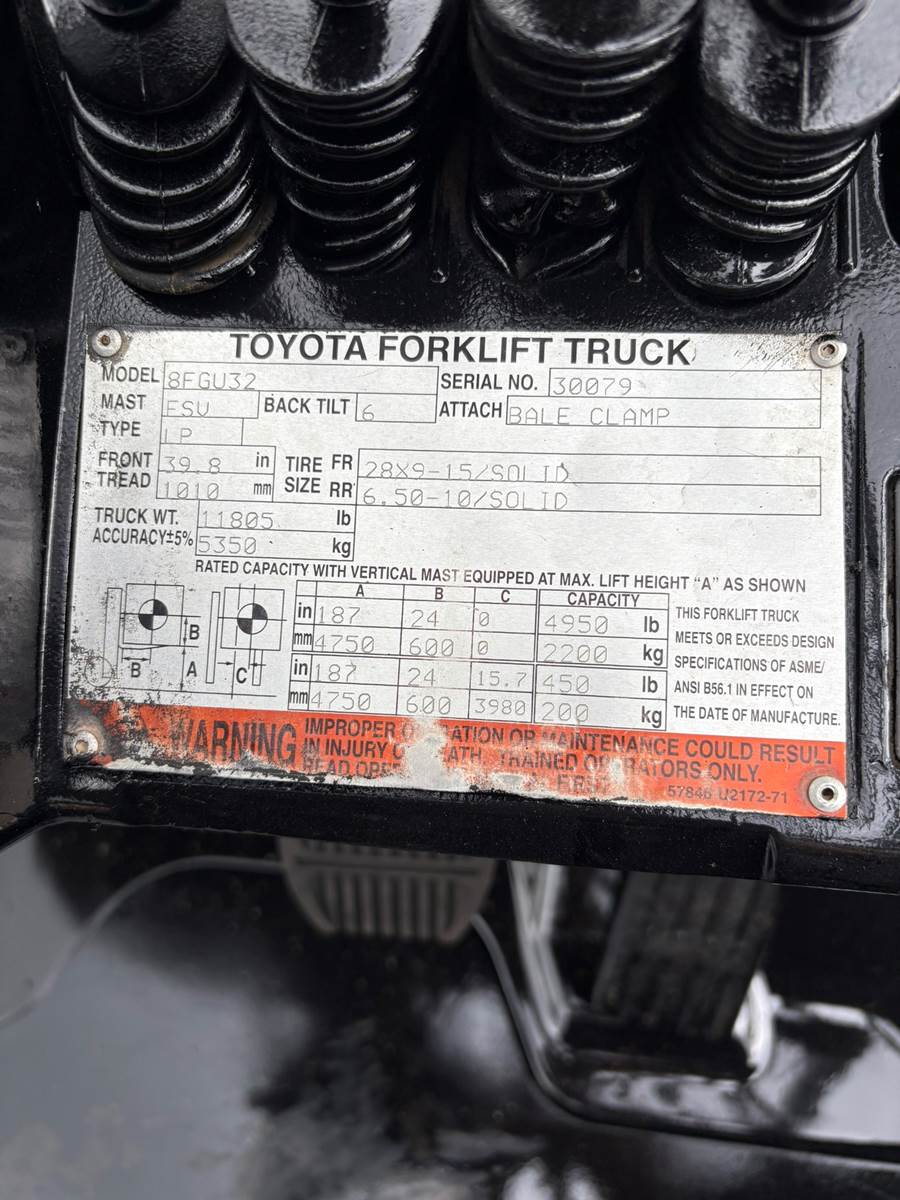 TOYOTA FORKLIFT TRUCK
MODEL 8FGU32 SERIAL NO. 30079
MAST FSV BACK TILT 6 ATTACH BALE CLAMP
TYPE LP
FRONT TREAD 39.8 in 1010 mm
TIRE SIZE FR 28X9-15/SOLID
RR 6.50-10/SOLID
TRUCK WT. 11805 lb
ACCURACY±5% 5350 kg
RATED CAPACITY WITH VERTICAL MAST EQUIPPED AT MAX. LIFT HEIGHT “A” AS SHOWN
A B C CAPACITY
in 187 24 0 4950 lb
mm 4750 600 0 2200 kg
in 187 24 15.7 450 lb
mm 4750 600 3980 200 kg
B
B A C
THIS FORKLIFT TRUCK
MEETS OR EXCEEDS DESIGN
SPECIFICATIONS OF ASME/
ANSI B56.1 IN EFFECT ON
THE DATE OF MANUFACTURE.
WARNING IMPROPER OR MAINTENANCE COULD RESULT
IN INJURY TRAINED OPERATORS ONLY.
READ
57846-U2172-71